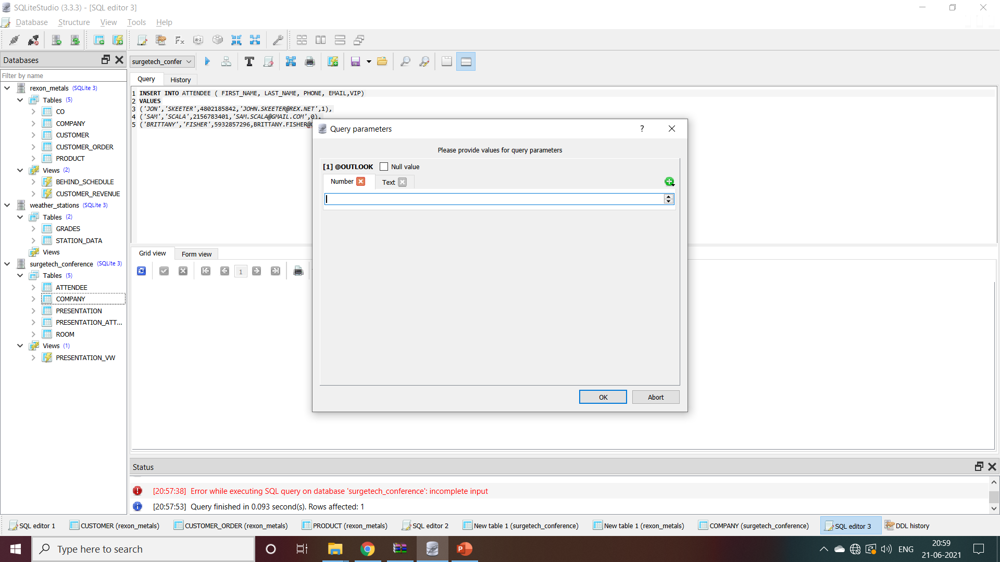 SQLiteStudio (3.3.3) - [SQL editor 3]
Database Structure View Tools Help
Databases
surgetech_confer
Filter by name
Query History
rexon_metals (SQLite 3)
Tables (5)
CO
COMPANY
CUSTOMER
CUSTOMER_ORDER
PRODUCT
Views (2)
BEHIND_SCHEDULE
CUSTOMER_REVENUE
weather_stations (SQLite 3)
Tables (2)
GRADES
STATION_DATA
Views
surgetech_conference (SQLite 3)
Tables (5)
ATTENDEE
COMPANY
PRESENTATION
PRESENTATION_ATT...
ROOM
Views (1)
PRESENTATION_VW
1 INSERT INTO ATTENDEE ( FIRST_NAME, LAST_NAME, PHONE, EMAIL,VIP)
2 VALUES
3 ('JON','SKEETER',4802185842,'JOHN.SKEETER@REX.NET',1),
4 ('SAM','SCALA',2156783401,'SAM.SCALA@GMAIL.COM',0),
5 ('BRITTANY','FISHER',5932857296,BRITTANY.FISHER@
Query parameters
?
Please provide values for query parameters
[1] @OUTLOOK Null value
Number Text
OK Abort
Grid view Form view
1
Status
[20:57:38] Error while executing SQL query on database 'surgetech_conference': incomplete input
[20:57:53] Query finished in 0.093 second(s). Rows affected: 1
SQL editor 1 CUSTOMER (rexon_metals) CUSTOMER_ORDER (rexon_metals) PRODUCT (rexon_metals) SQL editor 2 New table 1 (surgetech_conference) New table 1 (rexon_metals) COMPANY (surgetech_conference) SQL editor 3 DDL history
Type here to search
ENG
20:59
21-06-2021